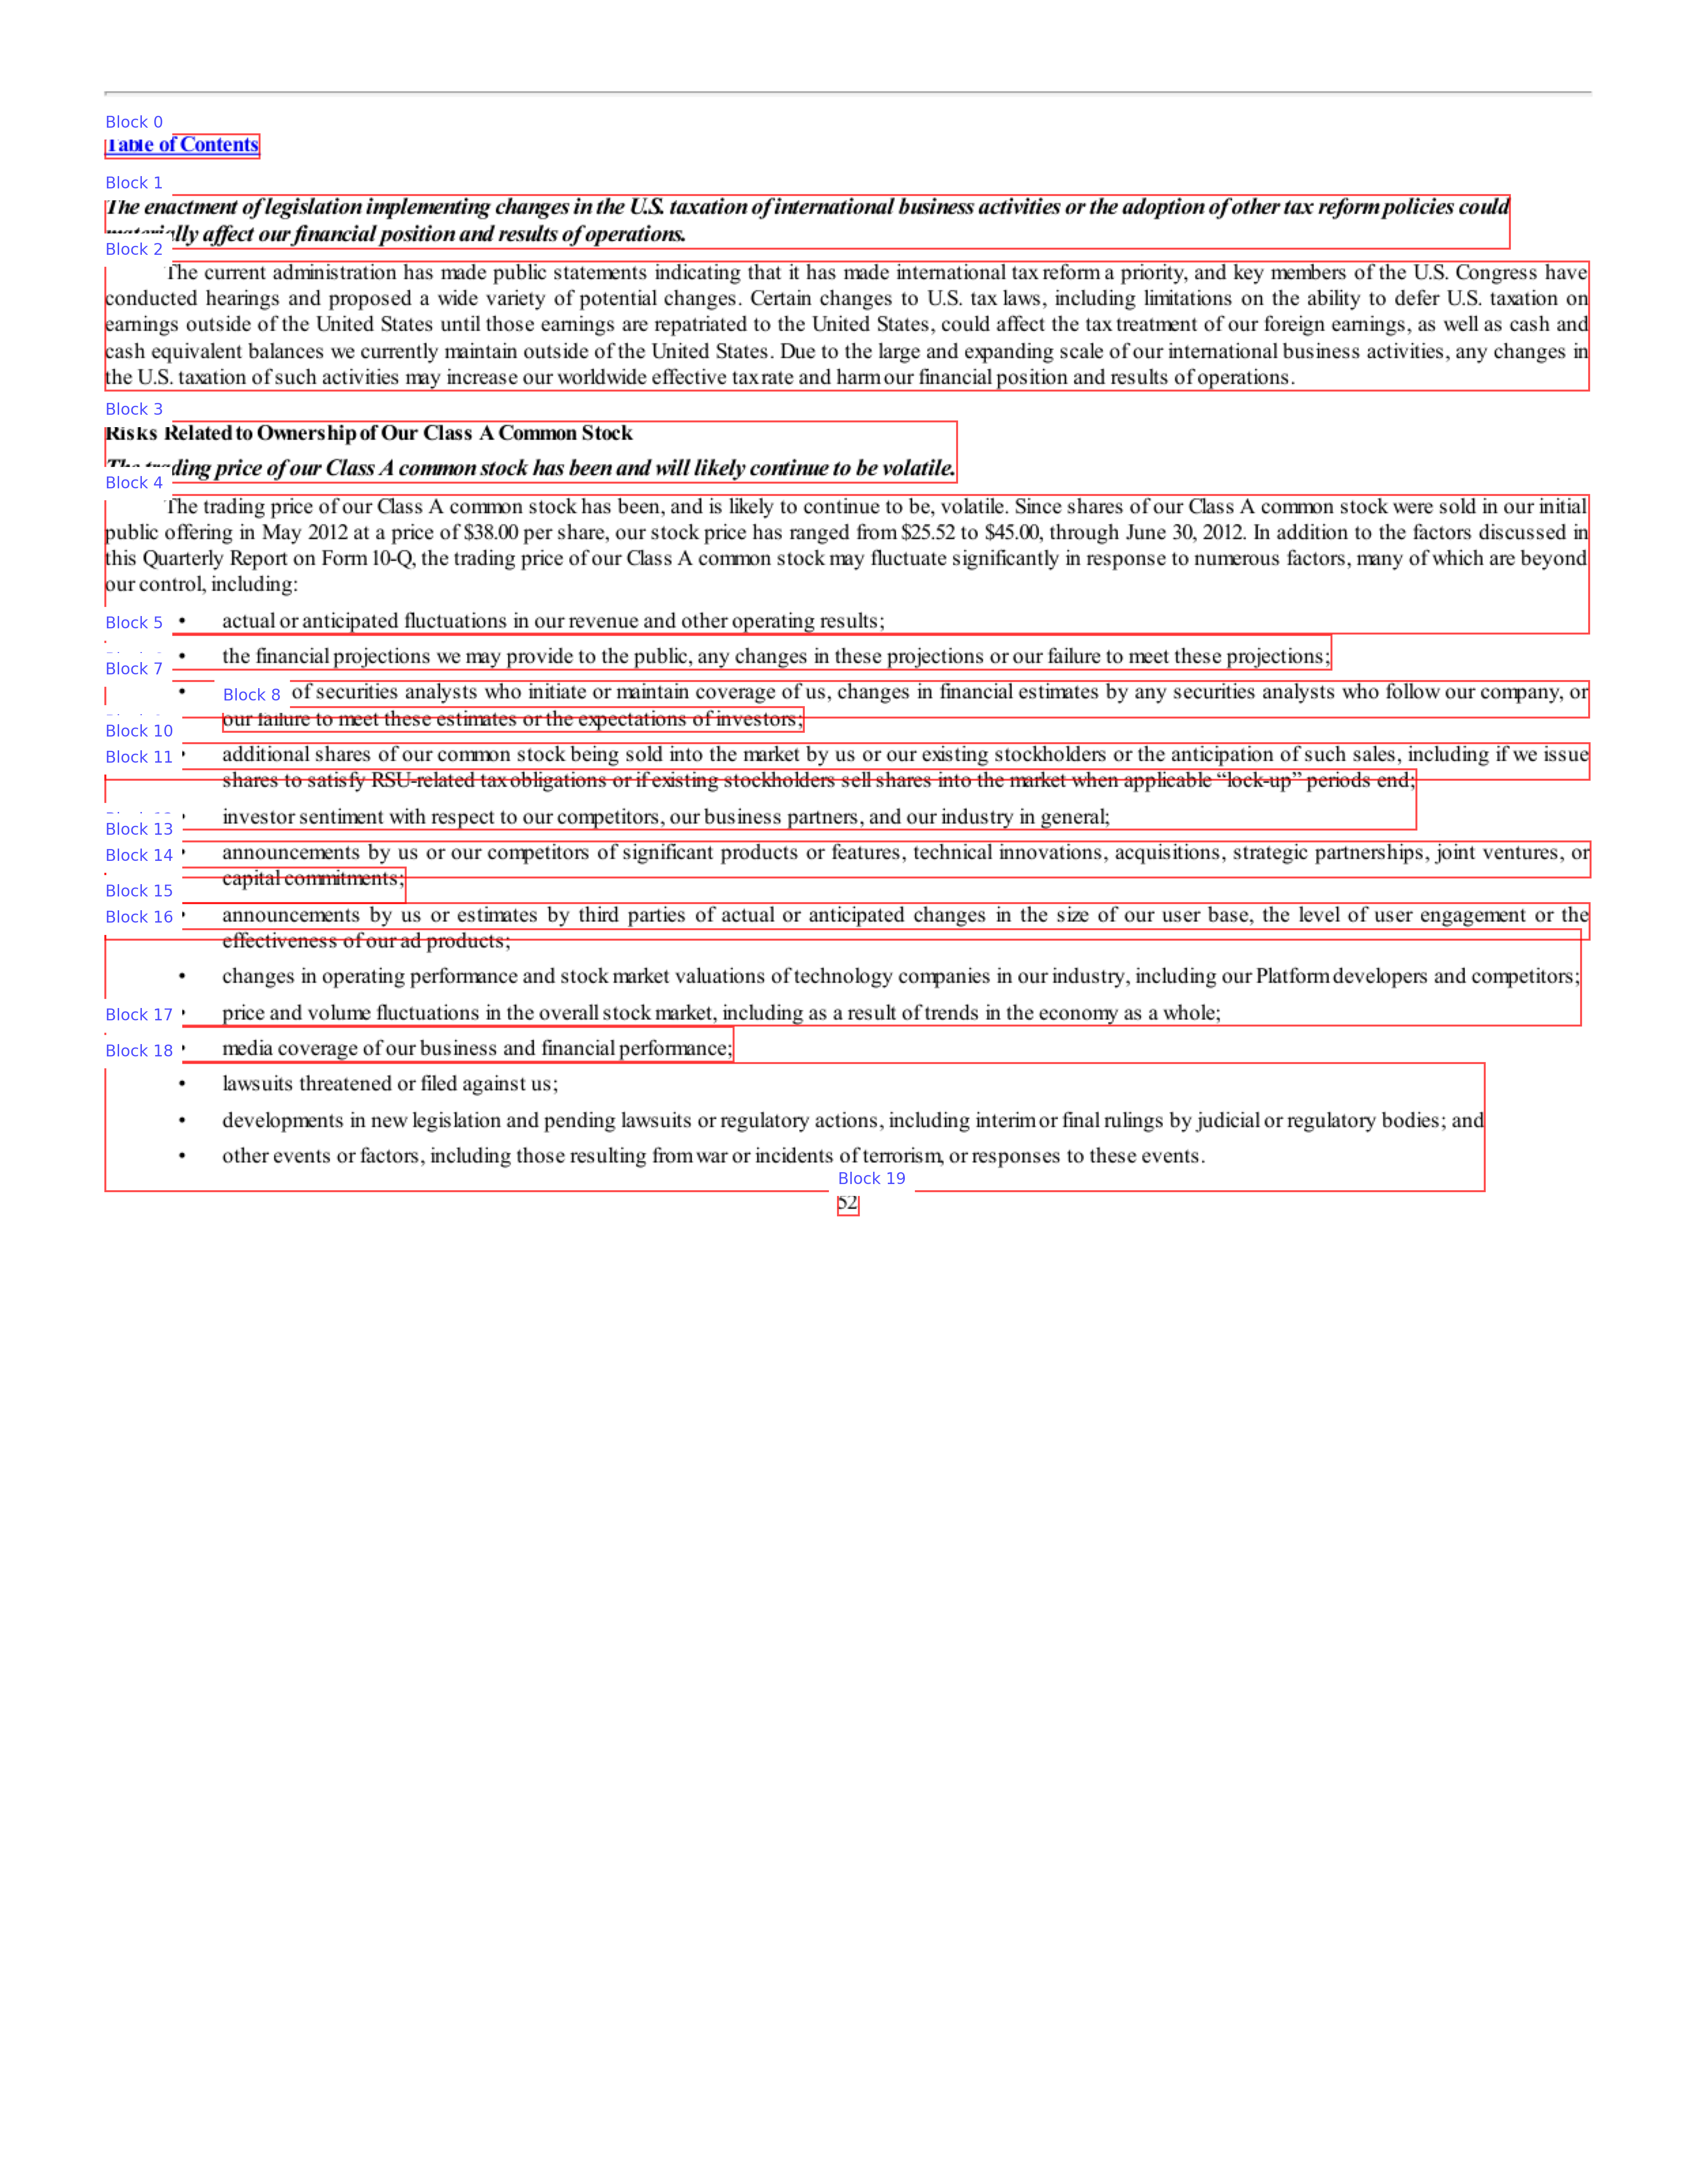 Block 0
Table of Contents
Block 1
The enactment of legislation implementing changes in the U.S. taxation of international business activities or the adoption of other tax reform policies could
materially affect our financial position and results of operations.
Block 2
The current administration has made public statements indicating that it has made international tax reform a priority, and key members of the U.S. Congress have
conducted hearings and proposed a wide variety of potential changes. Certain changes to U.S. tax laws, including limitations on the ability to defer U.S. taxation on
earnings outside of the United States until those earnings are repatriated to the United States, could affect the tax treatment of our foreign earnings, as well as cash and
cash equivalent balances we currently maintain outside of the United States. Due to the large and expanding scale of our international business activities, any changes in
the U.S. taxation of such activities may increase our worldwide effective tax rate and harm our financial position and results of operations.
Block 3
Risks Related to Ownership of Our Class A Common Stock
The trading price of our Class A common stock has been and will likely continue to be volatile.
Block 4
The trading price of our Class A common stock has been, and is likely to continue to be, volatile. Since shares of our Class A common stock were sold in our initial
public offering in May 2012 at a price of $38.00 per share, our stock price has ranged from $25.52 to $45.00, through June 30, 2012. In addition to the factors discussed in
this Quarterly Report on Form 10-Q, the trading price of our Class A common stock may fluctuate significantly in response to numerous factors, many of which are beyond
our control, including:
Block 5 • actual or anticipated fluctuations in our revenue and other operating results;
• the financial projections we may provide to the public, any changes in these projections or our failure to meet these projections;
Block 7
• Block 8 of securities analysts who initiate or maintain coverage of us, changes in financial estimates by any securities analysts who follow our company, or
our failure to meet these estimates or the expectations of investors;
Block 10
Block 11 • additional shares of our common stock being sold into the market by us or our existing stockholders or the anticipation of such sales, including if we issue
shares to satisfy RSU-related tax obligations or if existing stockholders sell shares into the market when applicable “lock-up” periods end;
• investor sentiment with respect to our competitors, our business partners, and our industry in general;
Block 13
Block 14 • announcements by us or our competitors of significant products or features, technical innovations, acquisitions, strategic partnerships, joint ventures, or
capital commitments;
Block 15
Block 16 • announcements by us or estimates by third parties of actual or anticipated changes in the size of our user base, the level of user engagement or the
effectiveness of our ad products;
• changes in operating performance and stock market valuations of technology companies in our industry, including our Platform developers and competitors;
Block 17 • price and volume fluctuations in the overall stock market, including as a result of trends in the economy as a whole;
Block 18 • media coverage of our business and financial performance;
• lawsuits threatened or filed against us;
• developments in new legislation and pending lawsuits or regulatory actions, including interim or final rulings by judicial or regulatory bodies; and
• other events or factors, including those resulting from war or incidents of terrorism, or responses to these events.
Block 19
52